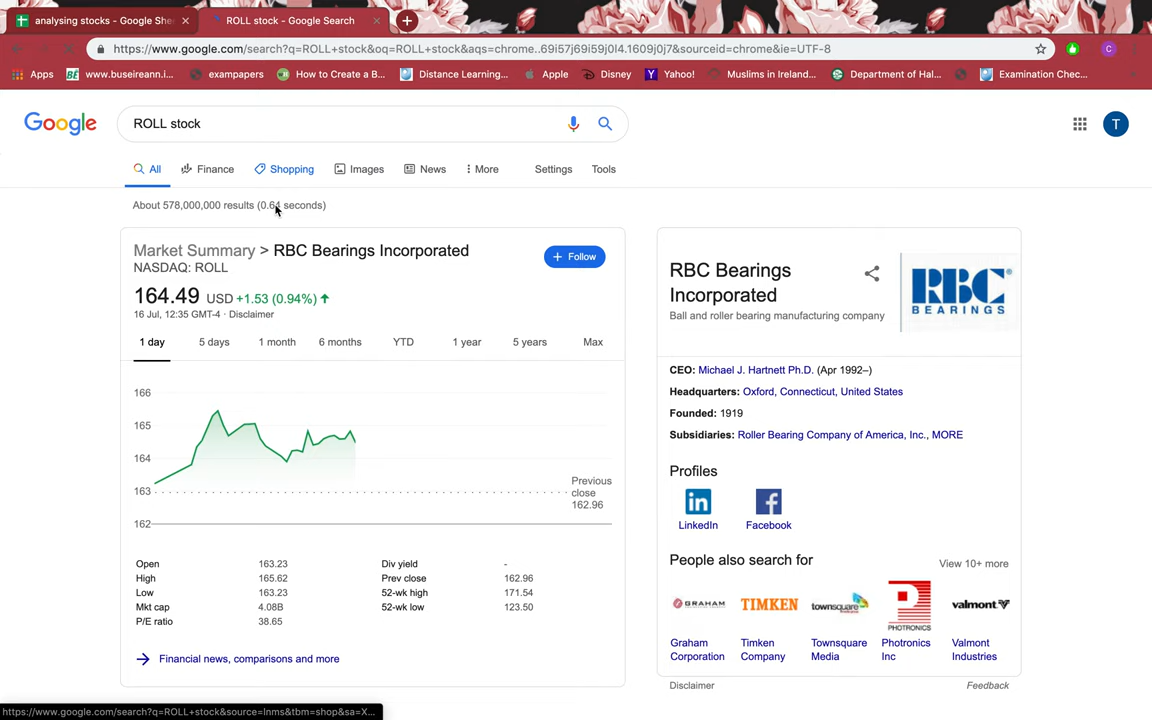 analysing stocks - Google She
ROLL stock - Google Search
https://www.google.com/search?q=ROLL+stock&oq=ROLL+stock&aqs=chrome..69i57j69i59j0l4.1609j0j7&sourceid=chrome&ie=UTF-8
C
Apps
BÉ www.buseireann.i...
exampapers
How to Create a B...
Distance Learning...
Apple
Disney
Y Yahoo!
Muslims in Ireland...
Department of Hal...
Examination Chec...
Google
ROLL stock
T
All Finance Shopping Images News More Settings Tools
About 578,000,000 results (0.64 seconds)
Market Summary > RBC Bearings Incorporated
NASDAQ: ROLL
+ Follow
164.49 USD +1.53 (0.94%)
16 Jul, 12:35 GMT-4 · Disclaimer
1 day 5 days 1 month 6 months YTD 1 year 5 years Max
166
165
164
163
162
Previous
close
162.96
Open 163.23 Div yield -
High 165.62 Prev close 162.96
Low 163.23 52-wk high 171.54
Mkt cap 4.08B 52-wk low 123.50
P/E ratio 38.65
Financial news, comparisons and more
RBC Bearings
Incorporated
Ball and roller bearing manufacturing company
RBC®
BEARINGS
CEO: Michael J. Hartnett Ph.D. (Apr 1992–)
Headquarters: Oxford, Connecticut, United States
Founded: 1919
Subsidiaries: Roller Bearing Company of America, Inc., MORE
Profiles
in f
LinkedIn Facebook
People also search for View 10+ more
GRAHAM TIMKEN townsquare PHOTRONICS valmont
Graham
Corporation
Timken
Company
Townsquare
Media
Photronics
Inc
Valmont
Industries
Disclaimer Feedback
https://www.google.com/search?q=ROLL+stock&source=lnms&tbm=shop&sa=X...